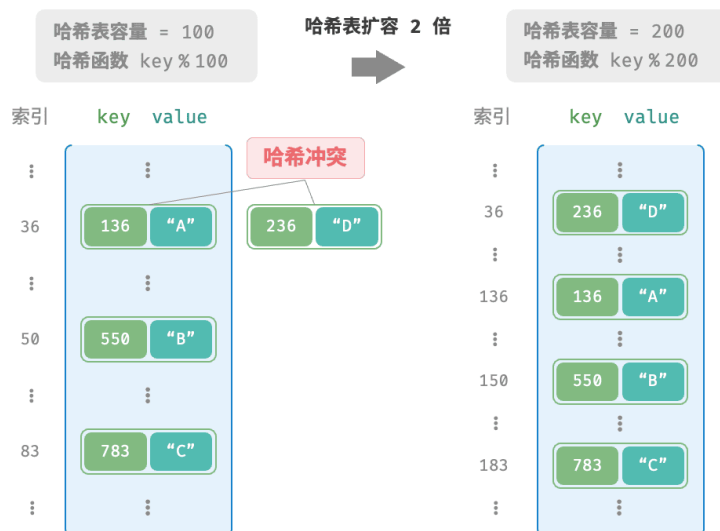 哈希表容量 = 100
哈希函数 key % 100
哈希表扩容 2 倍
哈希表容量 = 200
哈希函数 key % 200
索引 key value
哈希冲突
36 136 “A” 236 “D”
50 550 “B”
83 783 “C”
索引 key value
36 236 “D”
136 136 “A”
150 550 “B”
183 783 “C”